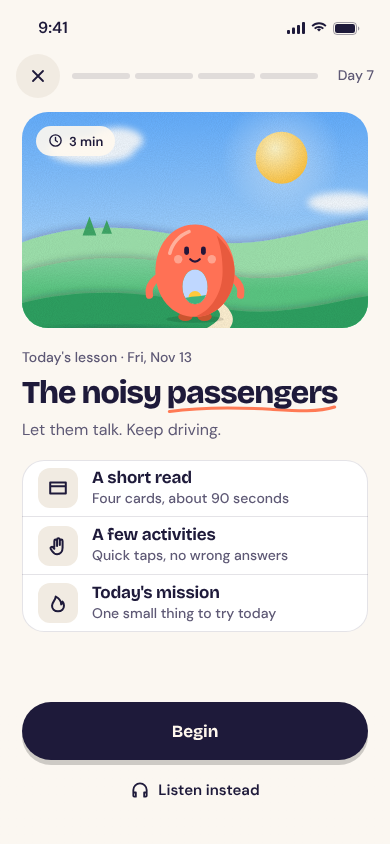 9:41
Day 7
3 min
Today's lesson · Fri, Nov 13
The noisy passengers
Let them talk. Keep driving.
A short read
Four cards, about 90 seconds
A few activities
Quick taps, no wrong answers
Today's mission
One small thing to try today
Begin
Listen instead